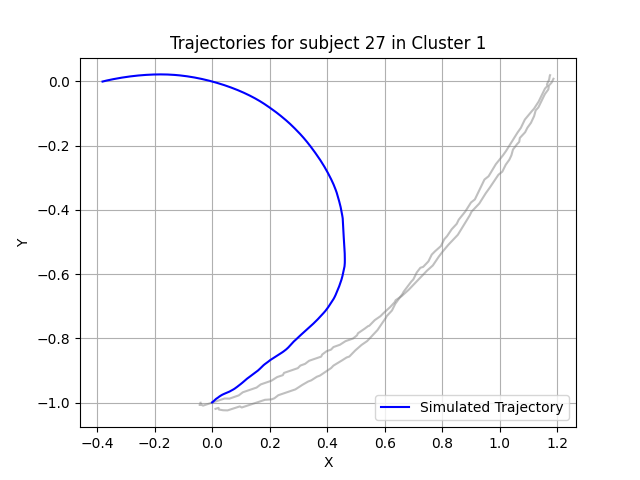 Trajectories for subject 27 in Cluster 1
Y
0.0
−0.2
−0.4
−0.6
−0.8
−1.0
Simulated Trajectory
−0.4 −0.2 0.0 0.2 0.4 0.6 0.8 1.0 1.2
X